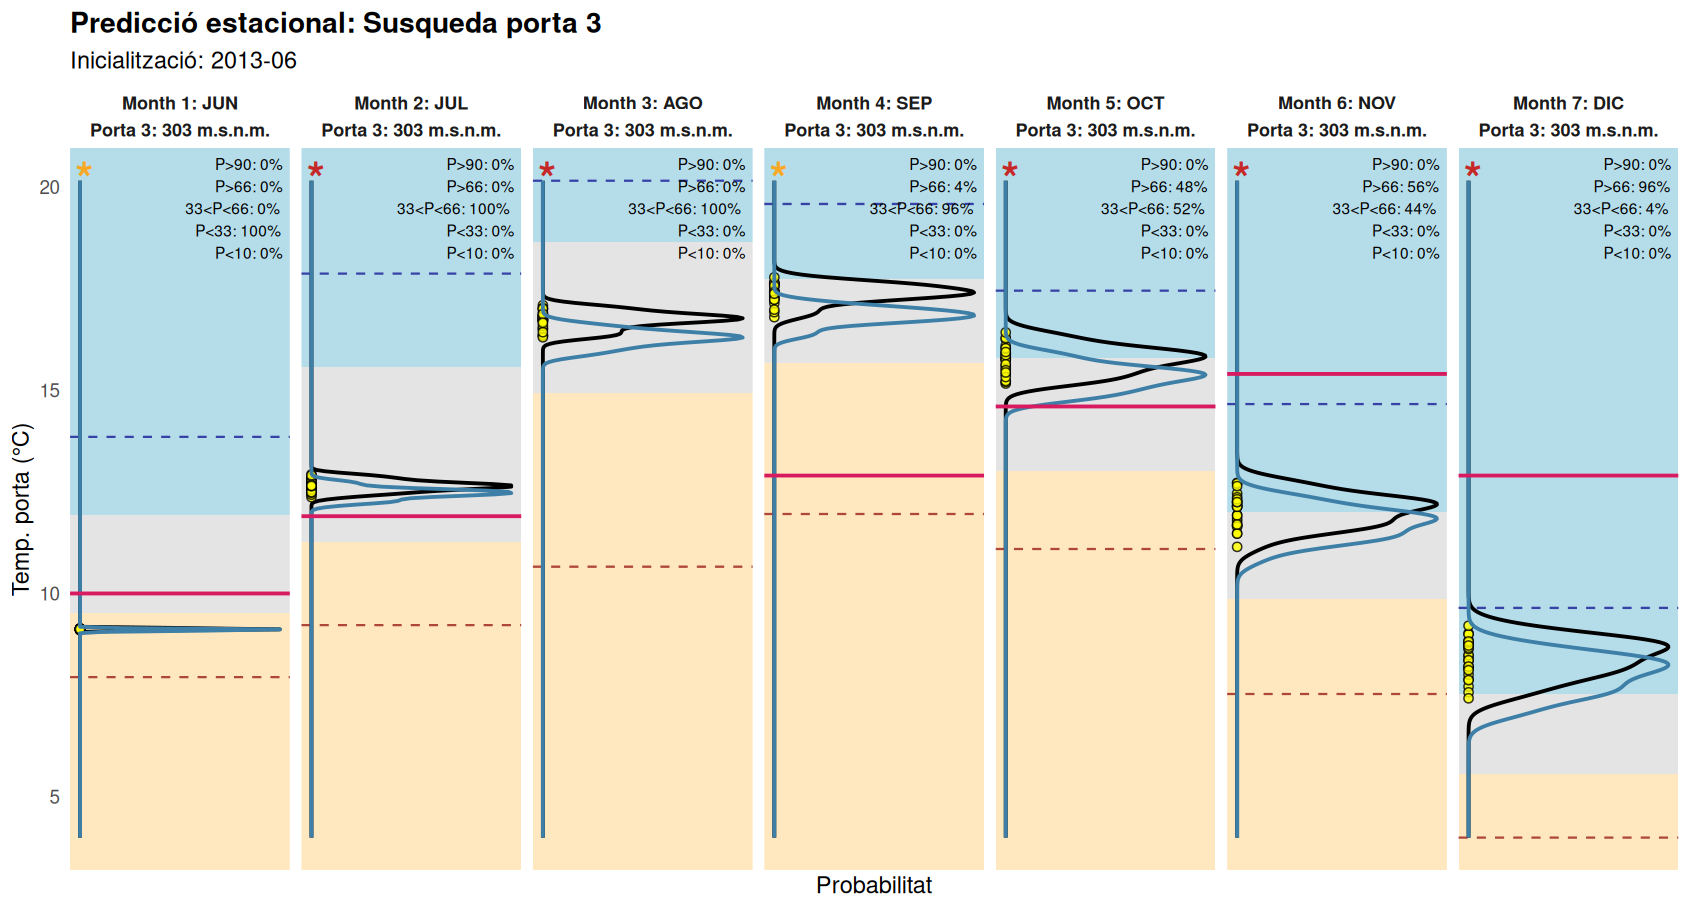 Predicció estacional: Susqueda porta 3
Inicialització: 2013-06
Month 1: JUN
Porta 3: 303 m.s.n.m.
Month 2: JUL
Porta 3: 303 m.s.n.m.
Month 3: AGO
Porta 3: 303 m.s.n.m.
Month 4: SEP
Porta 3: 303 m.s.n.m.
Month 5: OCT
Porta 3: 303 m.s.n.m.
Month 6: NOV
Porta 3: 303 m.s.n.m.
Month 7: DIC
Porta 3: 303 m.s.n.m.
*
P>90: 0%
P>66: 0%
33<P<66: 0%
P<33: 100%
P<10: 0%
*
P>90: 0%
P>66: 0%
33<P<66: 100%
P<33: 0%
P<10: 0%
*
P>90: 0%
P>66: 0%
33<P<66: 100%
P<33: 0%
P<10: 0%
*
P>90: 0%
P>66: 4%
33<P<66: 96%
P<33: 0%
P<10: 0%
*
P>90: 0%
P>66: 48%
33<P<66: 52%
P<33: 0%
P<10: 0%
*
P>90: 0%
P>66: 56%
33<P<66: 44%
P<33: 0%
P<10: 0%
*
P>90: 0%
P>66: 96%
33<P<66: 4%
P<33: 0%
P<10: 0%
20
15
10
5
Temp. porta (°C)
Probabilitat